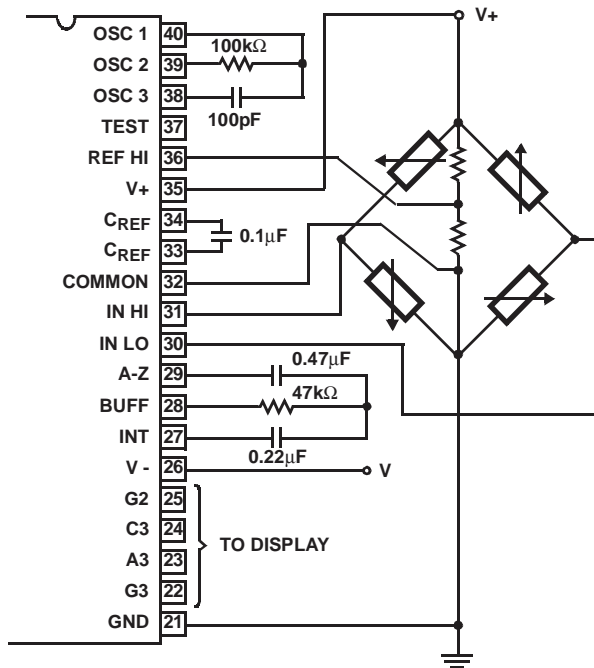 V+
OSC 1 40
100kΩ
OSC 2 39
OSC 3 38
100pF
TEST 37
REF HI 36
V+ 35
CREF 34
0.1µF
CREF 33
COMMON 32
IN HI 31
IN LO 30
0.47µF
A-Z 29
47kΩ
BUFF 28
INT 27
0.22µF
V - 26
V
G2 25
C3 24
TO DISPLAY
A3 23
G3 22
GND 21